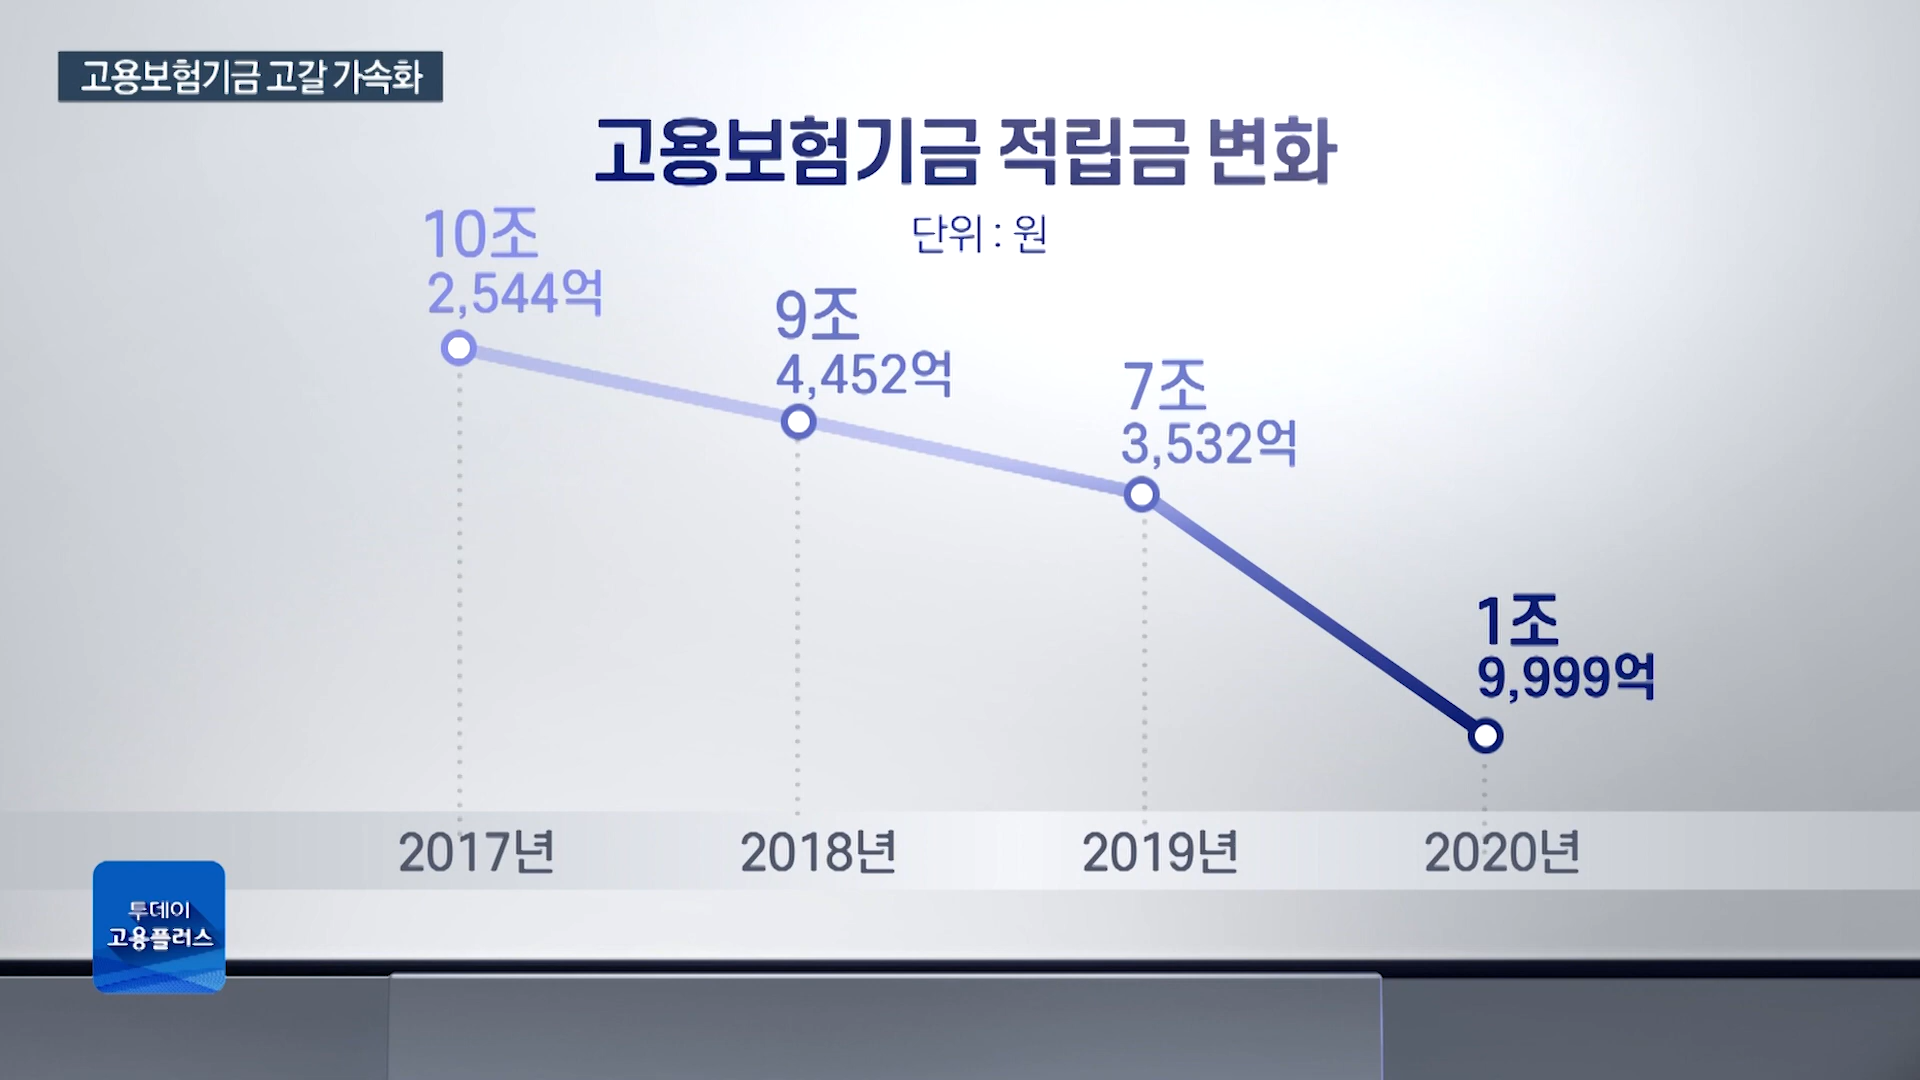 고용보험기금 고갈 가속화
고용보험기금 적립금 변화
단위 : 원
10조
2,544억
9조
4,452억
7조
3,532억
1조
9,999억
2017년
2018년
2019년
2020년
투데이
고용플러스